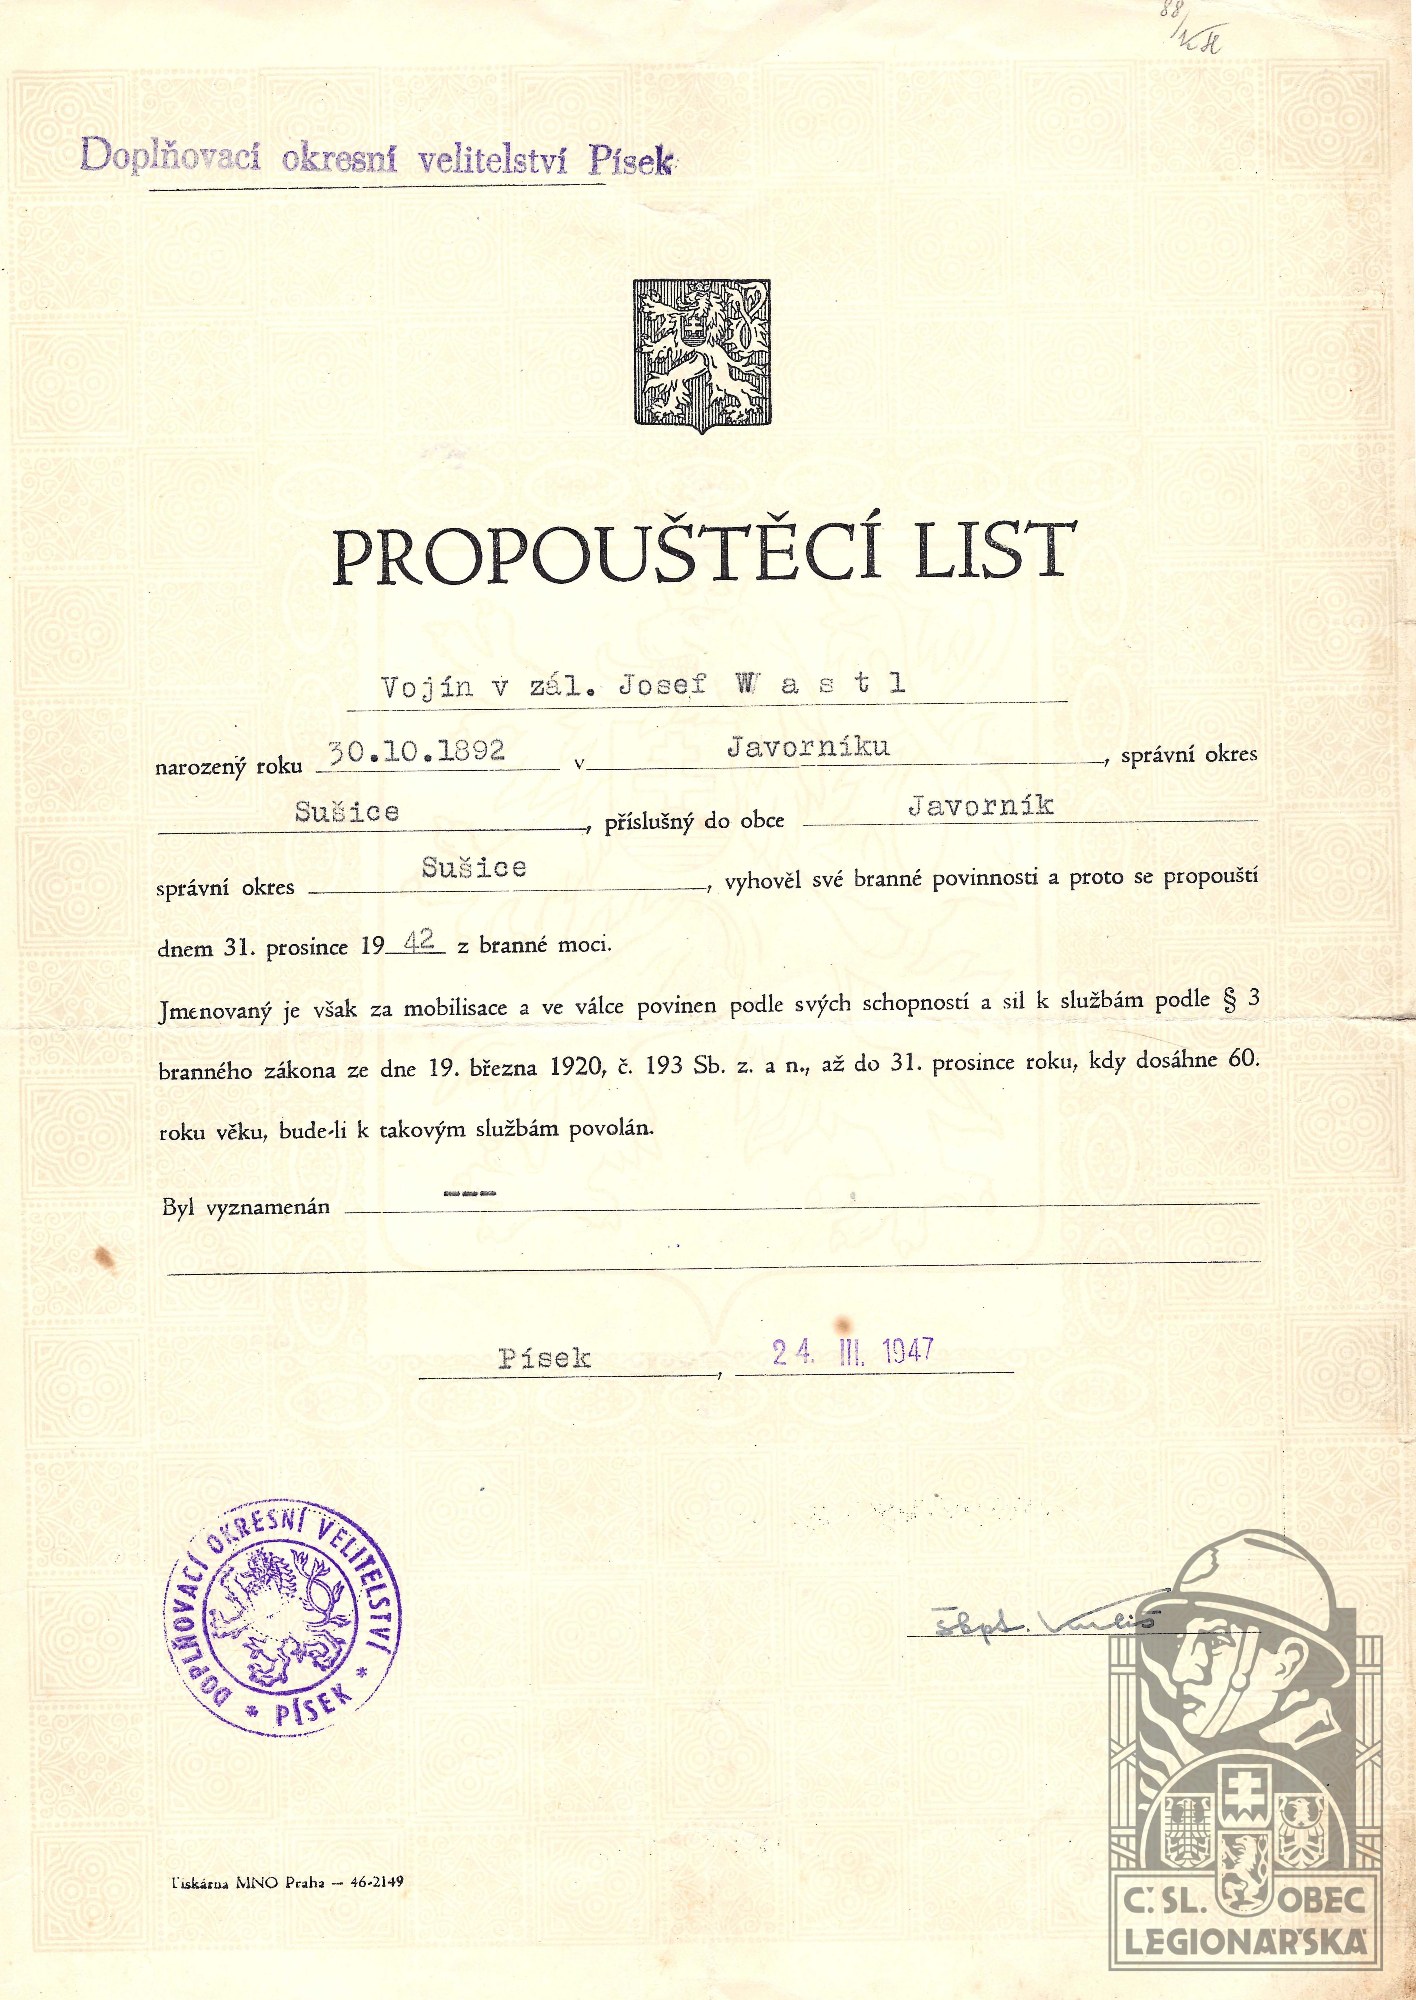 88
Doplňovací okresní velitelství Písek
PROPOUŠTĚCÍ LIST
Vojín v zál. Josef W a s t l
narozený roku 30.10.1892 v Javorníku, správní okres
Sušice, příslušný do obce Javorník
správní okres Sušice, vyhověl své branné povinnosti a proto se propouští
dnem 31. prosince 1942 z branné moci.
Jmenovaný je však za mobilisace a ve válce povinen podle svých schopností a sil k službám podle § 3
branného zákona ze dne 19. března 1920, č. 193 Sb. z. a n., až do 31. prosince roku, kdy dosáhne 60.
roku věku, bude-li k takovým službám povolán.
Byl vyznamenán ---
Písek, 24. III. 1947
DOPLŇOVACÍ OKRESNÍ VELITELSTVÍ
* PÍSEK *
škpt.
Tiskárna MNO Praha — 46-2149
Č. SL. OBEC
LEGIONÁŘSKÁ